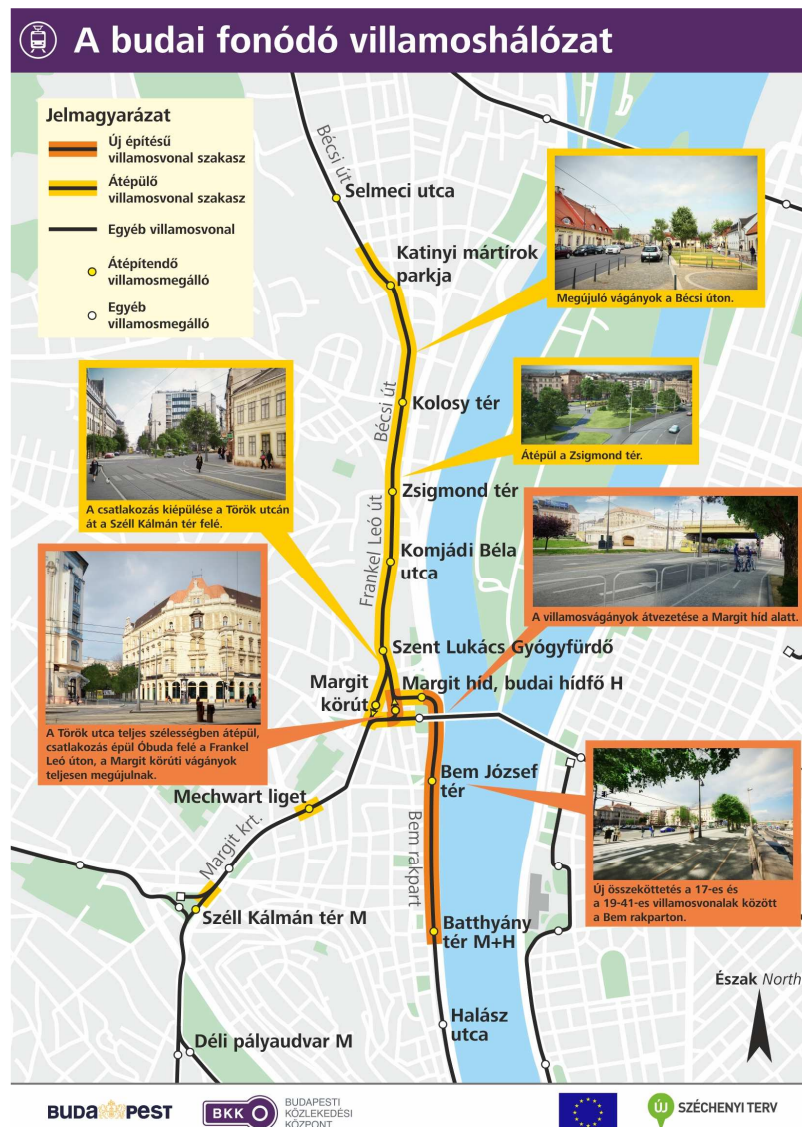 A budai fonódó villamoshálózat
Jelmagyarázat
Új építésű
villamosvonal szakasz
Átépülő
villamosvonal szakasz
Egyéb villamosvonal
Átépítendő
villamosmegálló
Egyéb
villamosmegálló
Bécsi út
Selmeci utca
Katinyi mártírok
parkja
Megújuló vágányok a Bécsi úton.
Bécsi út
Kolosy tér
Átépül a Zsigmond tér.
A csatlakozás kiépülése a Török utcán
át a Széll Kálmán tér felé.
Zsigmond tér
Frankel Leó út
Komjádi Béla
utca
A villamosvágányok átvezetése a Margit híd alatt.
Szent Lukács Gyógyfürdő
Margit
körút
Margit híd, budai hídfő H
A Török utca teljes szélességben átépül,
csatlakozás épül Óbuda felé a Frankel
Leó úton, a Margit körúti vágányok
teljesen megújulnak.
Bem József
tér
Mechwart liget
Margit krt.
Bem rakpart
Új összeköttetés a 17-es és
a 19-41-es villamosvonalak között
a Bem rakparton.
Széll Kálmán tér M
Batthyány
tér M+H
Észak North
Halász
utca
Déli pályaudvar M
BUDAPEST
BKK
BUDAPESTI
KÖZLEKEDÉSI
KÖZPONT
ÚJ SZÉCHENYI TERV